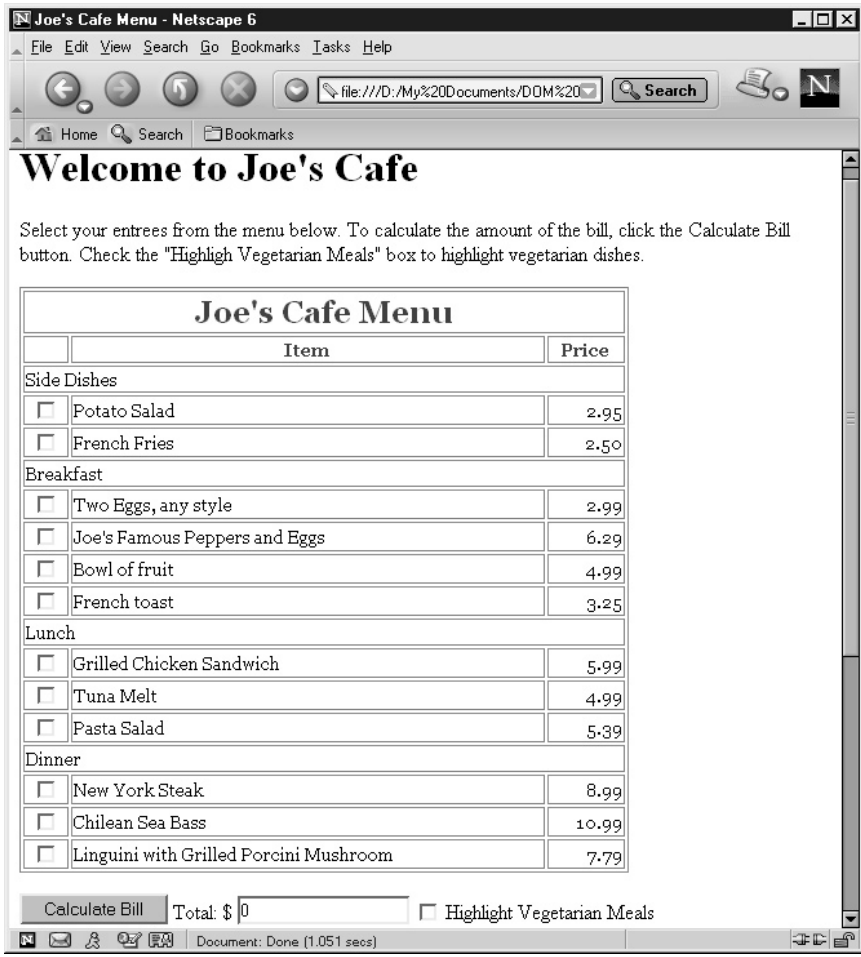 N Joe's Cafe Menu - Netscape 6
File Edit View Search Go Bookmarks Tasks Help
file:///D:/My%20Documents/DOM%20 Search N
Home Search Bookmarks
Welcome to Joe's Cafe
Select your entrees from the menu below. To calculate the amount of the bill, click the Calculate Bill
button. Check the "Highligh Vegetarian Meals" box to highlight vegetarian dishes.
Joe's Cafe Menu
Item Price
Side Dishes
Potato Salad 2.95
French Fries 2.50
Breakfast
Two Eggs, any style 2.99
Joe's Famous Peppers and Eggs 6.29
Bowl of fruit 4.99
French toast 3.25
Lunch
Grilled Chicken Sandwich 5.99
Tuna Melt 4.99
Pasta Salad 5.39
Dinner
New York Steak 8.99
Chilean Sea Bass 10.99
Linguini with Grilled Porcini Mushroom 7.79
Calculate Bill Total: $ 0 Highlight Vegetarian Meals
N Document: Done (1.051 secs)